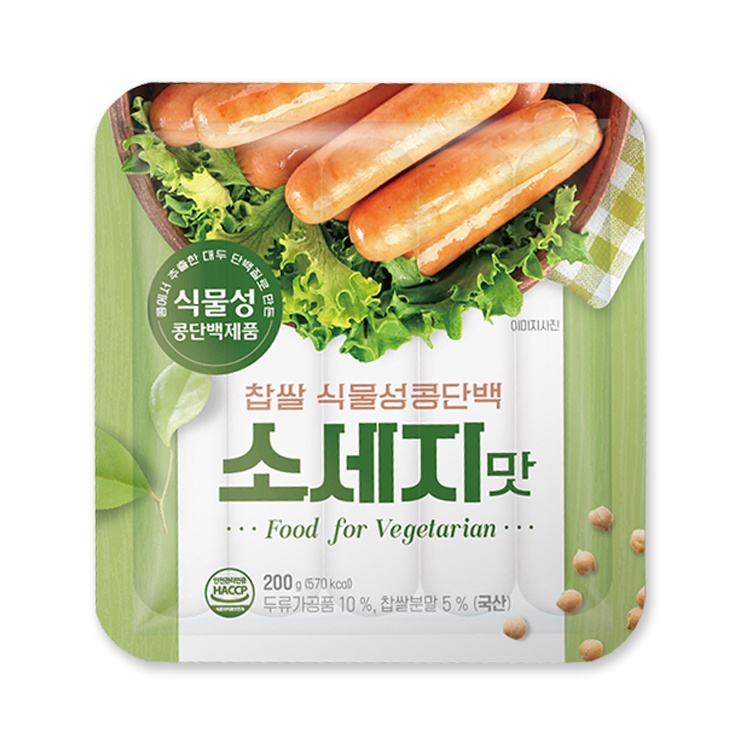 콩에서 추출한 대두 단백질로 만든
식물성
콩단백제품
이미지사진
찹쌀 식물성콩단백
소세지맛
··· Food for Vegetarian ···
안전관리인증
HACCP
200 g (570 kcal)
두류가공품 10 %, 찹쌀분말 5 % (국산)